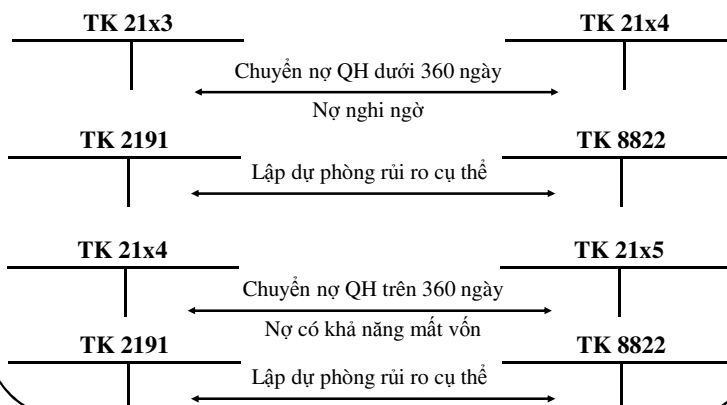 TK 21x3
TK 21x4
Chuyển nợ QH dưới 360 ngày
Nợ nghi ngờ
TK 2191
TK 8822
Lập dự phòng rủi ro cụ thể
TK 21x4
TK 21x5
Chuyển nợ QH trên 360 ngày
Nợ có khả năng mất vốn
TK 2191
TK 8822
Lập dự phòng rủi ro cụ thể